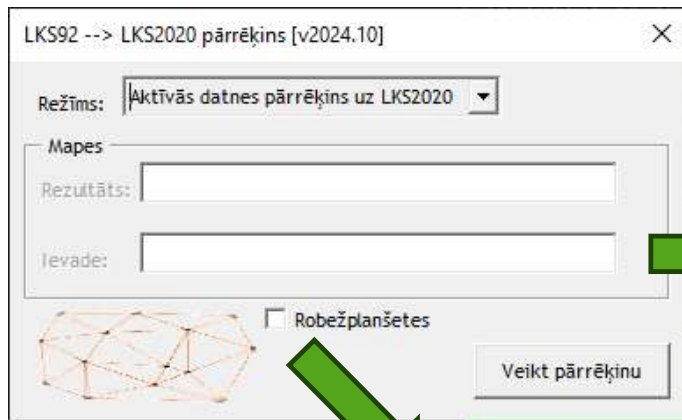 LKS92 --> LKS2020 pārrēķins [v2024.10]
Režīms: Aktīvās datnes pārrēķins uz LKS2020
Mapes
Rezultāts:
Ievade:
Robežplanšetes
Veikt pārrēķinu